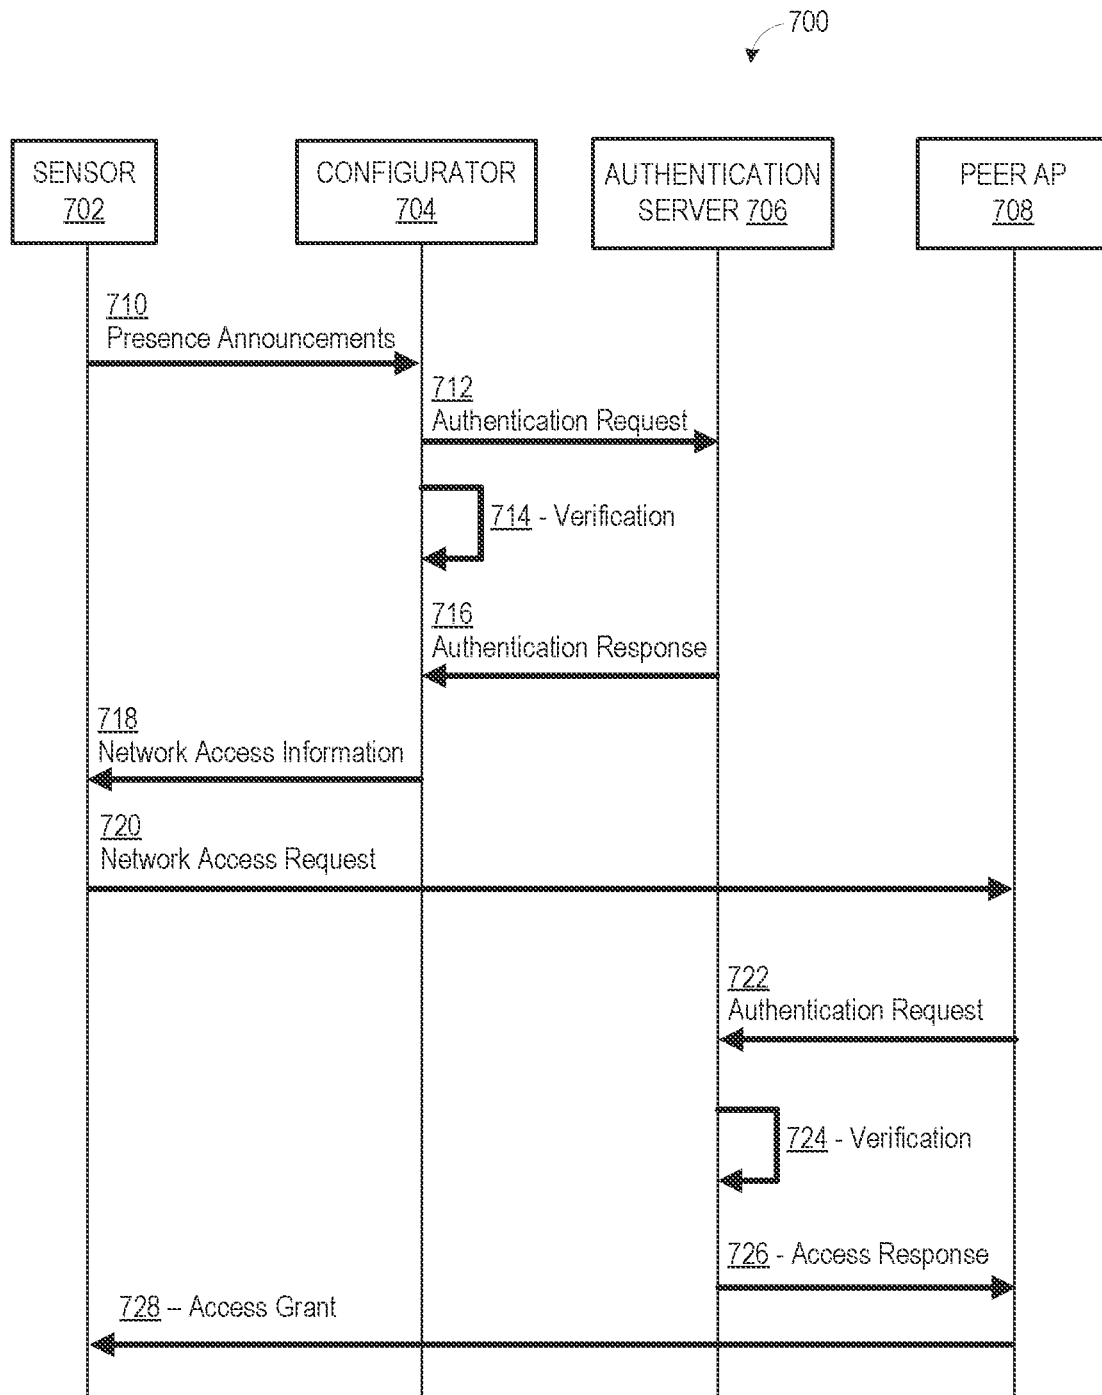 700
SENSOR
702
CONFIGURATOR
704
AUTHENTICATION
SERVER 706
PEER AP
708
710
Presence Announcements
712
Authentication Request
714 - Verification
716
Authentication Response
718
Network Access Information
720
Network Access Request
722
Authentication Request
724 - Verification
726 - Access Response
728 – Access Grant